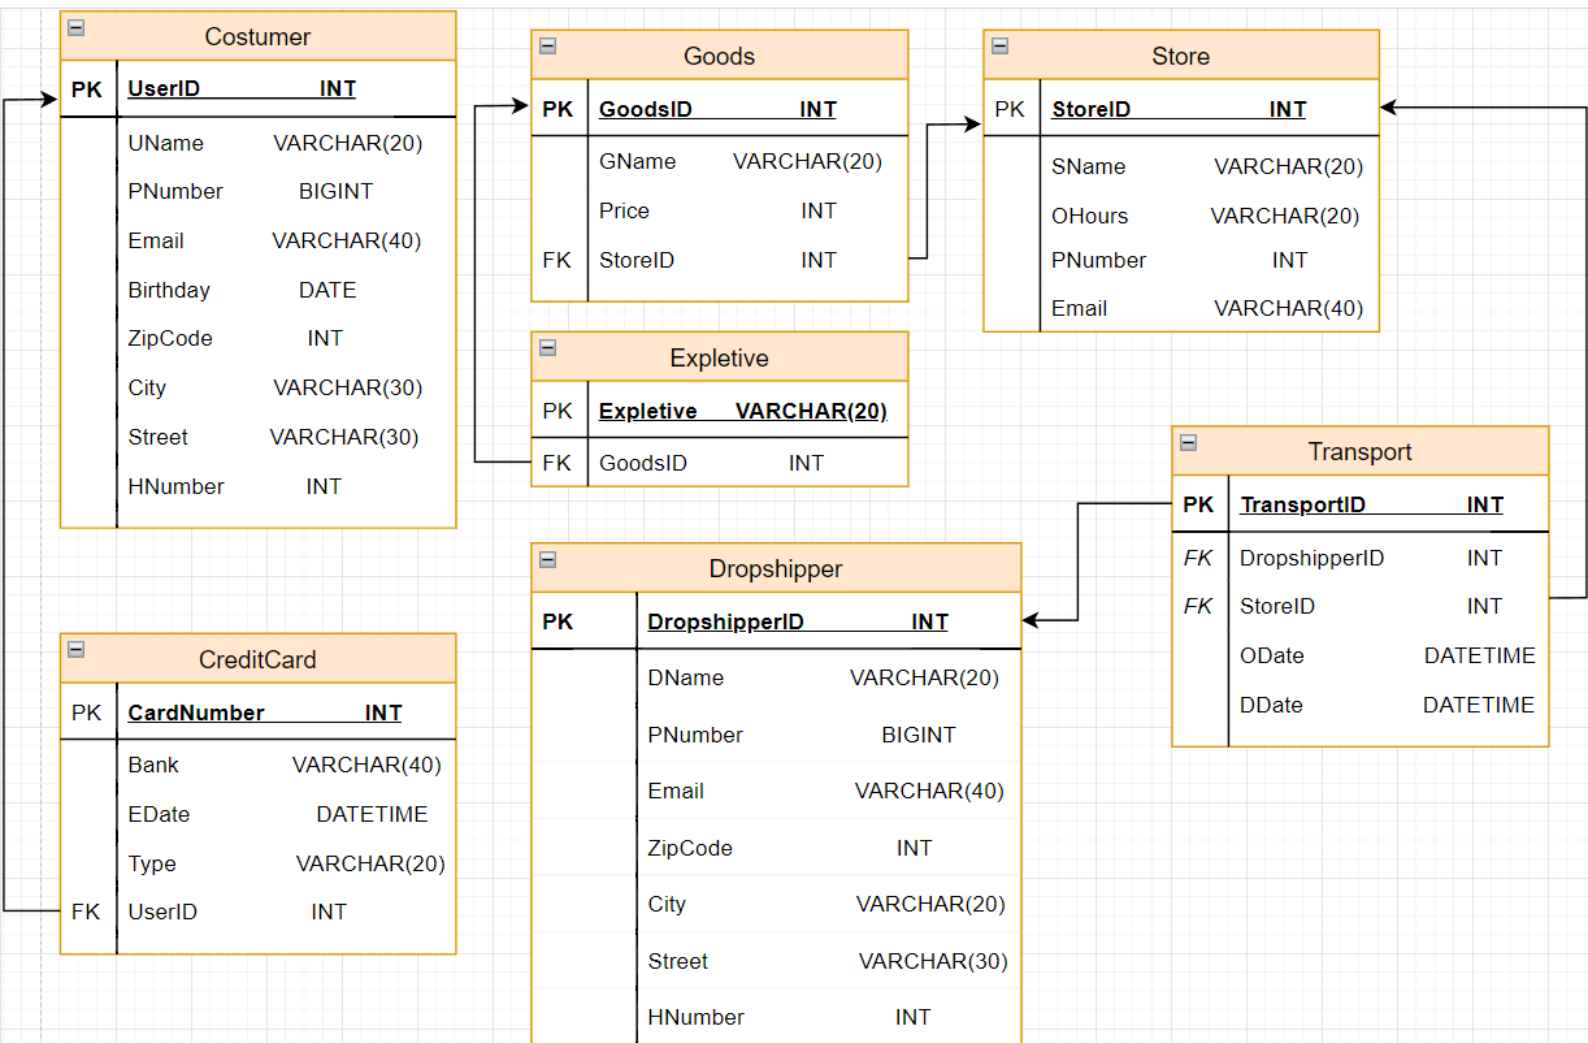 Costumer
PK UserID INT
UName VARCHAR(20)
PNumber BIGINT
Email VARCHAR(40)
Birthday DATE
ZipCode INT
City VARCHAR(30)
Street VARCHAR(30)
HNumber INT
Goods
PK GoodsID INT
GName VARCHAR(20)
Price INT
FK StoreID INT
Store
PK StoreID INT
SName VARCHAR(20)
OHours VARCHAR(20)
PNumber INT
Email VARCHAR(40)
Expletive
PK Expletive VARCHAR(20)
FK GoodsID INT
Transport
PK TransportID INT
FK DropshipperID INT
FK StoreID INT
ODate DATETIME
DDate DATETIME
CreditCard
PK CardNumber INT
Bank VARCHAR(40)
EDate DATETIME
Type VARCHAR(20)
FK UserID INT
Dropshipper
PK DropshipperID INT
DName VARCHAR(20)
PNumber BIGINT
Email VARCHAR(40)
ZipCode INT
City VARCHAR(20)
Street VARCHAR(30)
HNumber INT